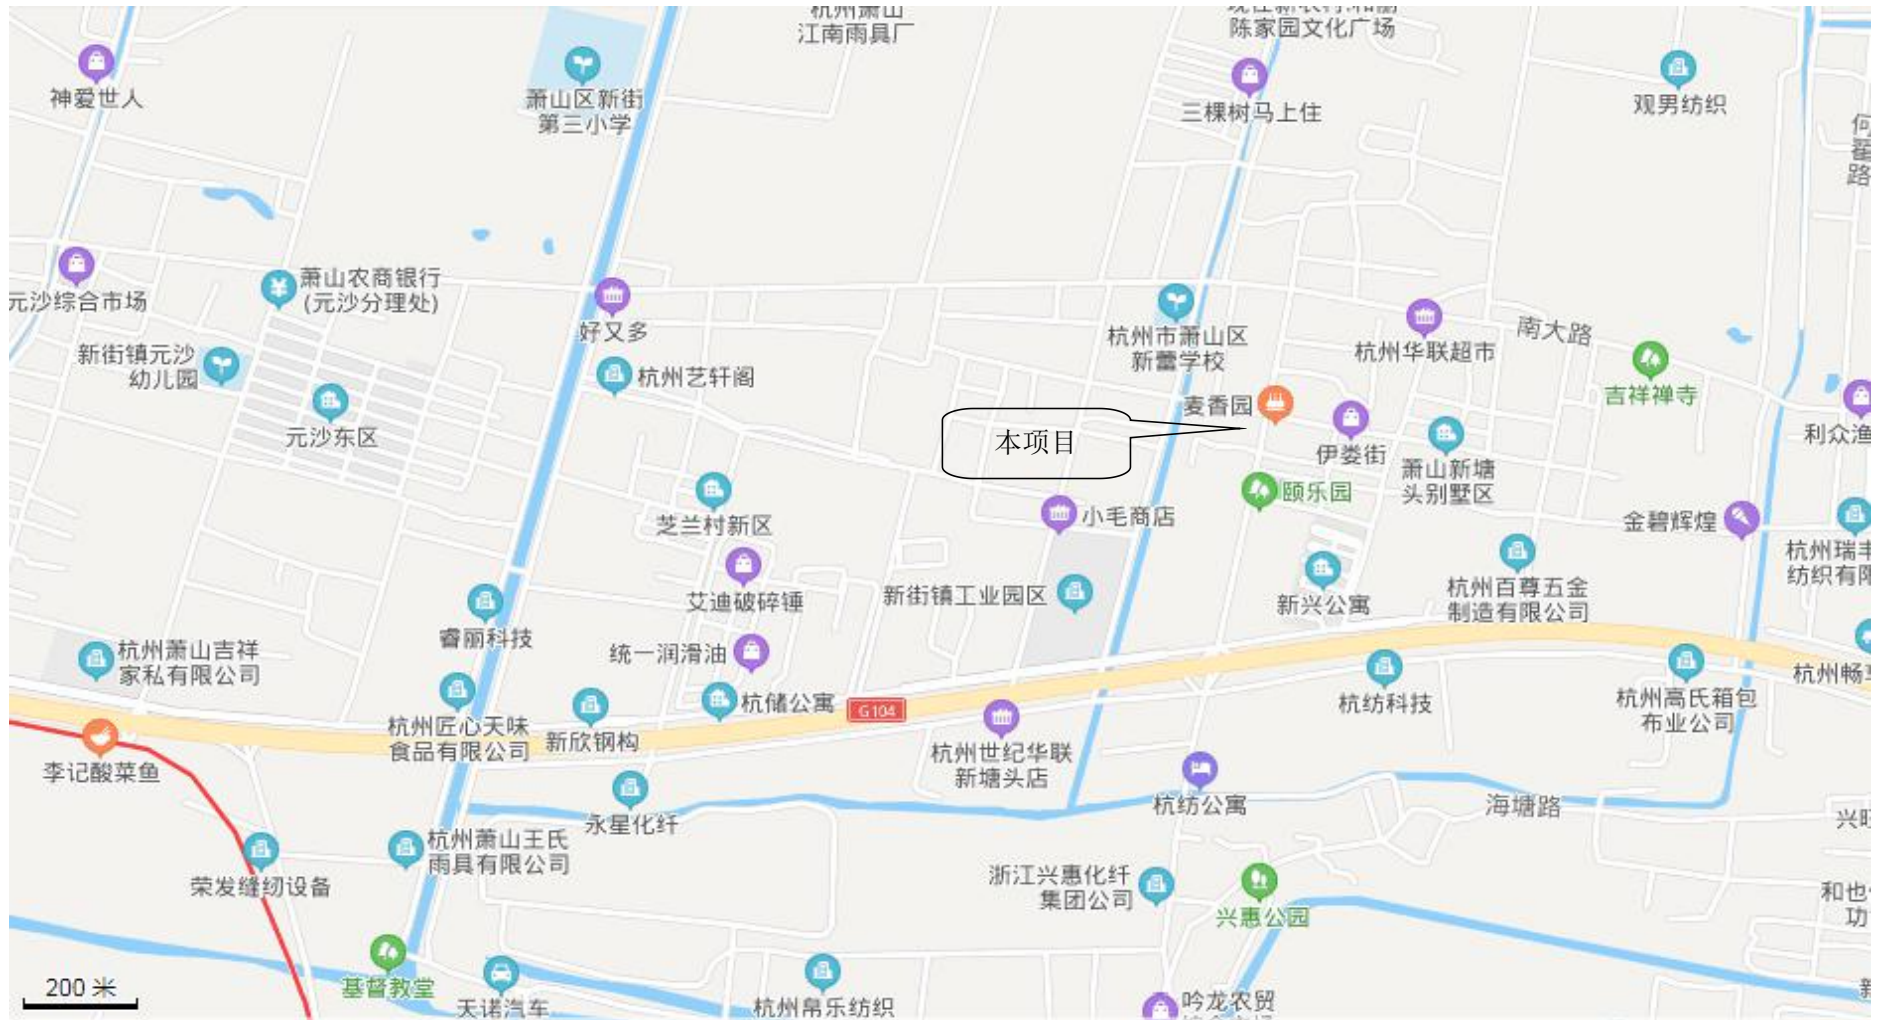 杭州萧山
江南雨具厂
陈家园文化广场
神爱世人
萧山区新街
第三小学
三棵树马上住
观男纺织
何
翟
路
元沙综合市场
萧山农商银行
(元沙分理处)
好又多
杭州市萧山区
新蕾学校
杭州华联超市
南大路
新街镇元沙
幼儿园
杭州艺轩阁
吉祥禅寺
元沙东区
麦香园
本项目
伊娄街
萧山新塘
头别墅区
利众渔
芝兰村新区
小毛商店
颐乐园
金碧辉煌
艾迪破碎锤
新街镇工业园区
新兴公寓
杭州百尊五金
制造有限公司
杭州瑞丰
纺织有限
睿丽科技
杭州萧山吉祥
家私有限公司
统一润滑油
杭储公寓
G104
杭纺科技
杭州高氏箱包
布业公司
杭州畅享
杭州匠心天味
食品有限公司
新欣钢构
杭州世纪华联
新塘头店
李记酸菜鱼
永星化纤
杭纺公寓
海塘路
兴旺
杭州萧山王氏
雨具有限公司
荣发缝纫设备
浙江兴惠化纤
集团公司
兴惠公园
和也
功
基督教堂
天诺汽车
杭州帛乐纺织
吟龙农贸
新
200 米